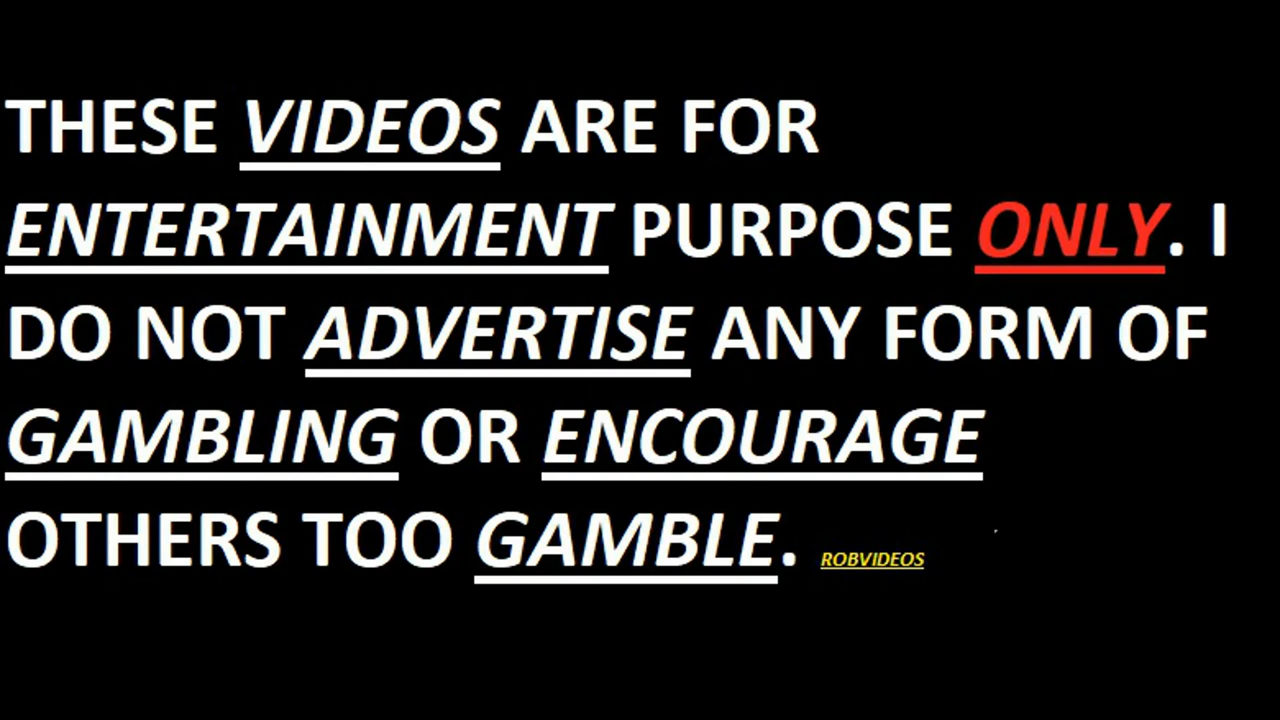 THESE VIDEOS ARE FOR
ENTERTAINMENT PURPOSE ONLY. I
DO NOT ADVERTISE ANY FORM OF
GAMBLING OR ENCOURAGE
OTHERS TOO GAMBLE. ROBVIDEOS